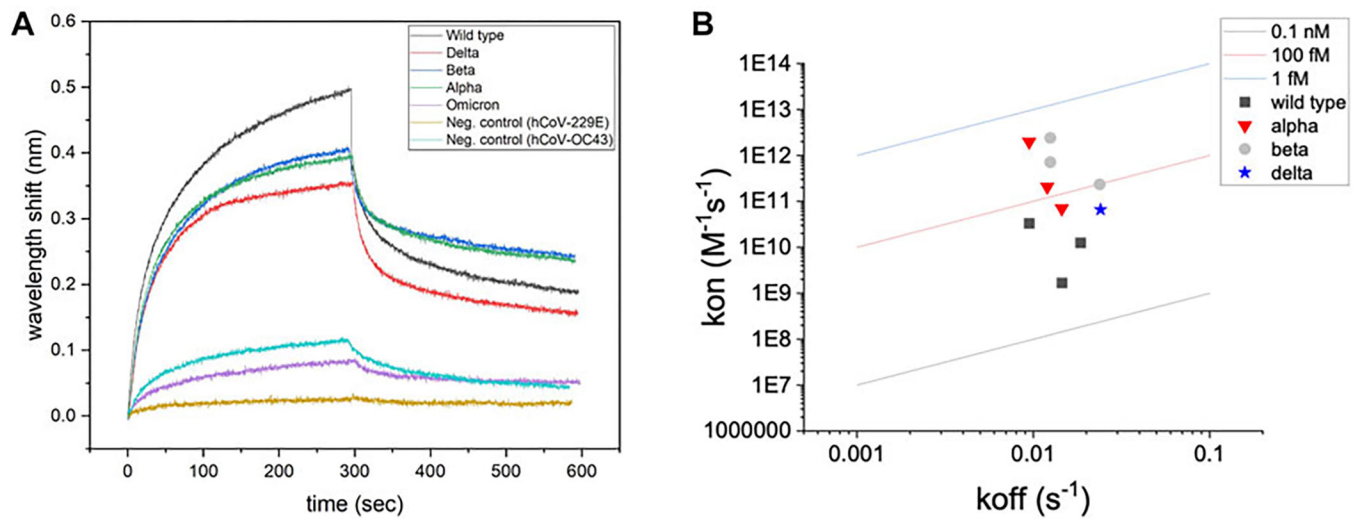 A
wavelength shift (nm)
0.6
0.5
0.4
0.3
0.2
0.1
0.0
0
100
200
300
400
500
600
time (sec)
Wild type
Delta
Beta
Alpha
Omicron
Neg. control (hCoV-229E)
Neg. control (hCoV-OC43)
B
kon (M⁻¹s⁻¹)
1E14
1E13
1E12
1E11
1E10
1E9
1E8
1E7
1000000
0.001
0.01
0.1
koff (s⁻¹)
0.1 nM
100 fM
1 fM
wild type
alpha
beta
delta